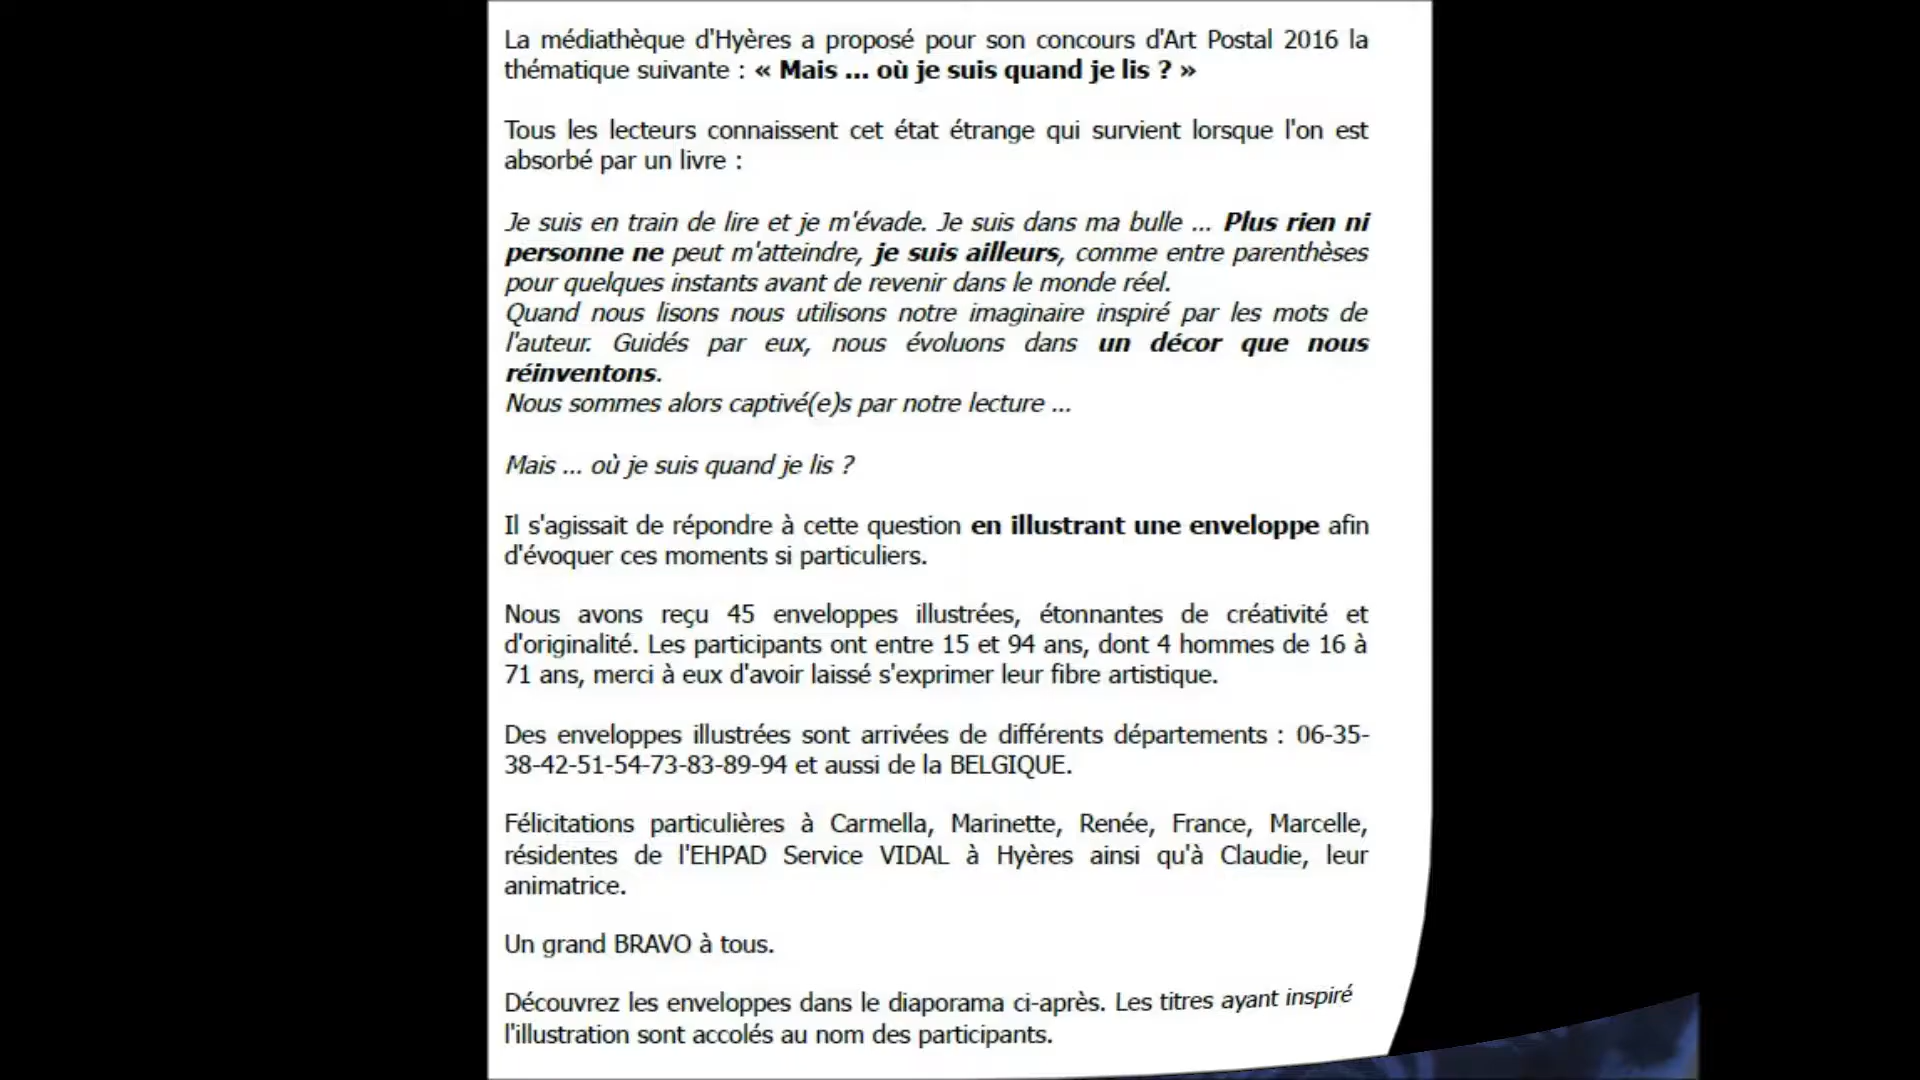 La médiathèque d'Hyères a proposé pour son concours d'Art Postal 2016 la
thématique suivante : « Mais ... où je suis quand je lis ? »
Tous les lecteurs connaissent cet état étrange qui survient lorsque l'on est
absorbé par un livre :
Je suis en train de lire et je m'évade. Je suis dans ma bulle ... Plus rien ni
personne ne peut m'atteindre, je suis ailleurs, comme entre parenthèses
pour quelques instants avant de revenir dans le monde réel.
Quand nous lisons nous utilisons notre imaginaire inspiré par les mots de
l'auteur. Guidés par eux, nous évoluons dans un décor que nous
réinventons.
Nous sommes alors captivé(e)s par notre lecture ...
Mais ... où je suis quand je lis ?
Il s'agissait de répondre à cette question en illustrant une enveloppe afin
d'évoquer ces moments si particuliers.
Nous avons reçu 45 enveloppes illustrées, étonnantes de créativité et
d'originalité. Les participants ont entre 15 et 94 ans, dont 4 hommes de 16 à
71 ans, merci à eux d'avoir laissé s'exprimer leur fibre artistique.
Des enveloppes illustrées sont arrivées de différents départements : 06-35-
38-42-51-54-73-83-89-94 et aussi de la BELGIQUE.
Félicitations particulières à Carmella, Marinette, Renée, France, Marcelle,
résidentes de l'EHPAD Service VIDAL à Hyères ainsi qu'à Claudie, leur
animatrice.
Un grand BRAVO à tous.
Découvrez les enveloppes dans le diaporama ci-après. Les titres ayant inspiré
l'illustration sont accolés au nom des participants.